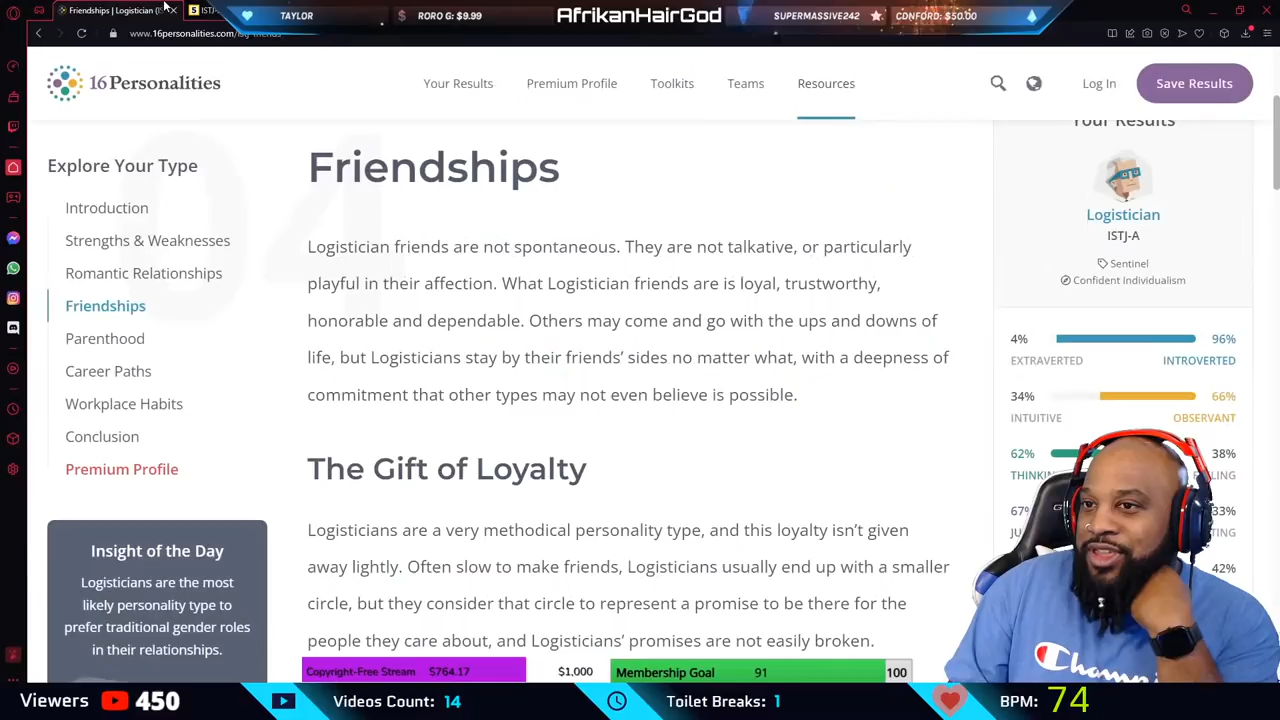 Friendships | Logistician (IST
S ISTJ
TAYLOR
$ RORO G: $9.99
AfrikanHairGod
SUPERMASSIVE242
CDNFORD: $50.00
www.16personalities.com/istj-friends
16Personalities
Your Results
Premium Profile
Toolkits
Teams
Resources
Log In
Save Results
04
Explore Your Type
Introduction
Strengths & Weaknesses
Romantic Relationships
Friendships
Parenthood
Career Paths
Workplace Habits
Conclusion
Premium Profile
Insight of the Day
Logisticians are the most
likely personality type to
prefer traditional gender roles
in their relationships.
Friendships
Logistician friends are not spontaneous. They are not talkative, or particularly
playful in their affection. What Logistician friends are is loyal, trustworthy,
honorable and dependable. Others may come and go with the ups and downs of
life, but Logisticians stay by their friends’ sides no matter what, with a deepness of
commitment that other types may not even believe is possible.
The Gift of Loyalty
Logisticians are a very methodical personality type, and this loyalty isn’t given
away lightly. Often slow to make friends, Logisticians usually end up with a smaller
circle, but they consider that circle to represent a promise to be there for the
people they care about, and Logisticians’ promises are not easily broken.
Your Results
Logistician
ISTJ-A
Sentinel
Confident Individualism
4% 96%
EXTRAVERTED INTROVERTED
34% 66%
INTUITIVE OBSERVANT
62% 38%
THINKIN ELING
67% 33%
JU TING
42%
Champ
Copyright-Free Stream $764.17 $1,000
Membership Goal 91 100
Viewers 450
Videos Count: 14
Toilet Breaks: 1
BPM: 74